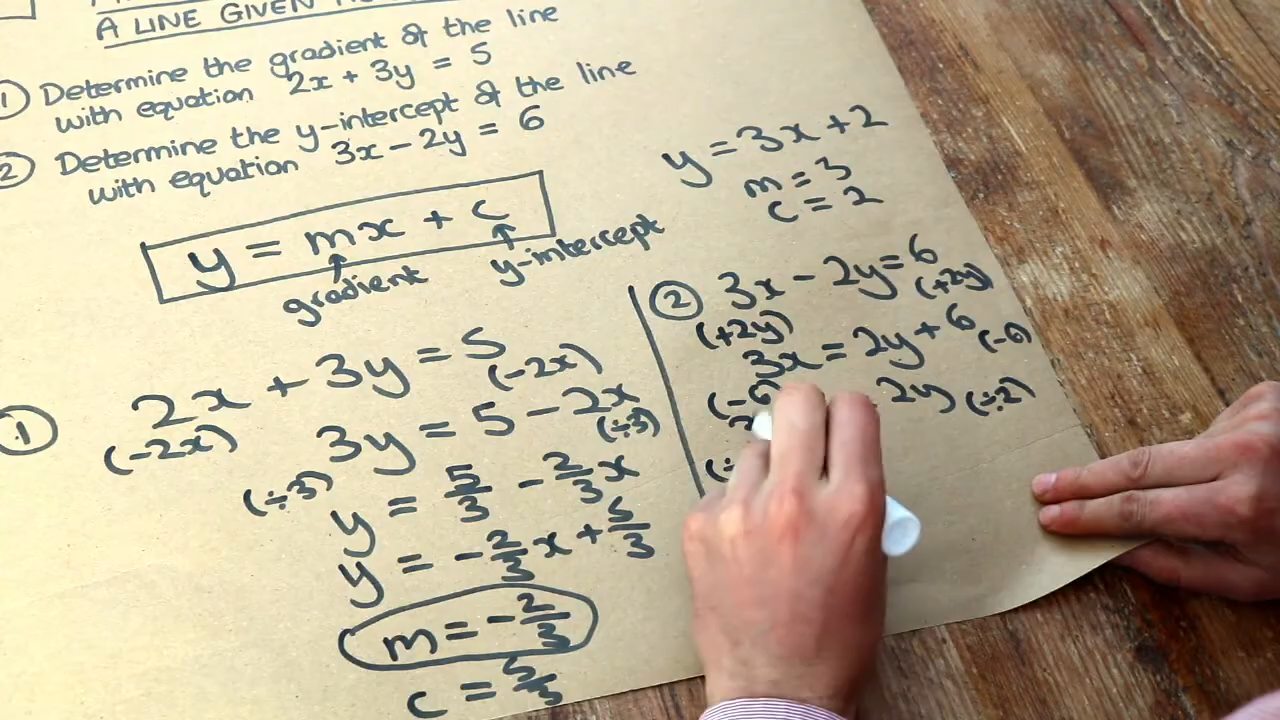 A LINE GIVEN
① Determine the gradient of the line
with equation 2x + 3y = 5
② Determine the y-intercept of the line
with equation 3x - 2y = 6
y = mx + c
gradient
y-intercept
y = 3x + 2
m = 3
c = 2
① 2x + 3y = 5
(-2x) (-2x)
3y = 5 - 2x
(÷3) (÷3)
y = 5/3 - 2/3 x
y = - 2/3 x + 5/3
m = - 2/3
c = 5/3
② 3x - 2y = 6
(+2y) (+2y)
3x = 2y + 6
(-6) (-6)
2y
(÷ (÷2)